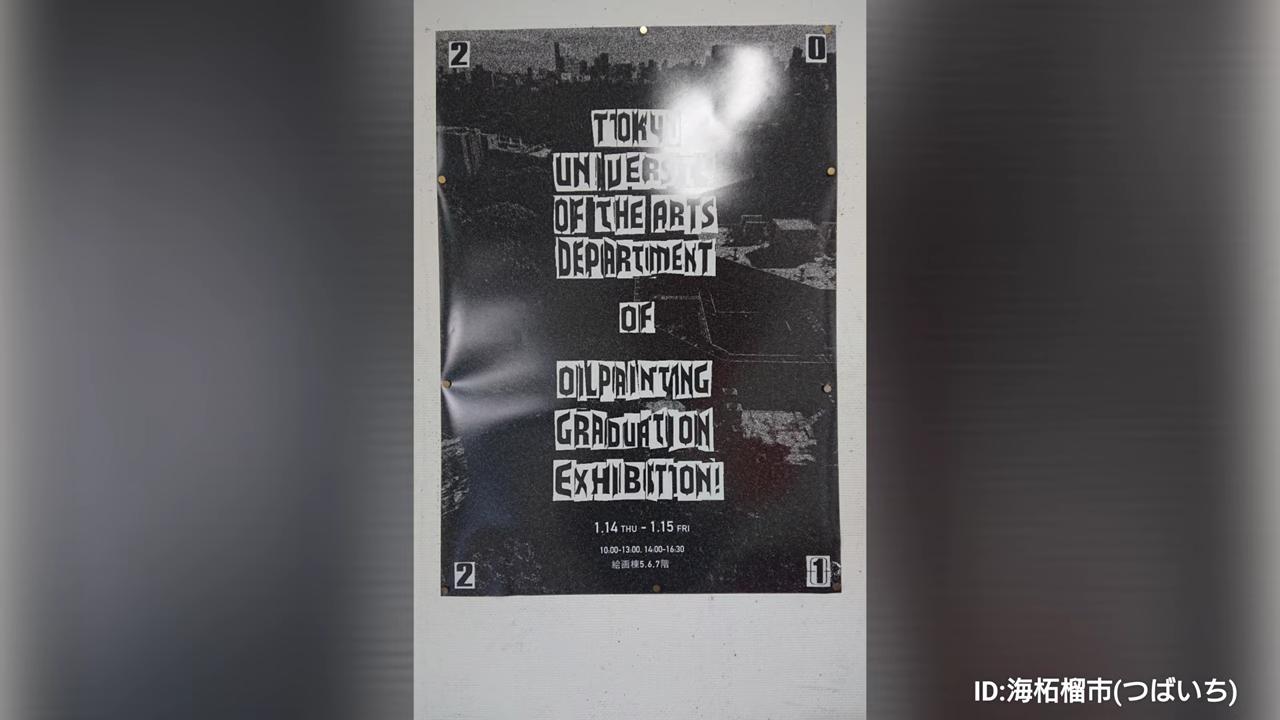 2 0
TOKYO
UNIVERSITY
OF THE ARTS
DEPARTMENT
OF
OILPAINTING
GRADUATION
EXHIBITION!
1.14 THU - 1.15 FRI
10:00-13:00. 14:00-16:30
絵画棟5.6.7階
2 1
ID:海柘榴市(つばいち)